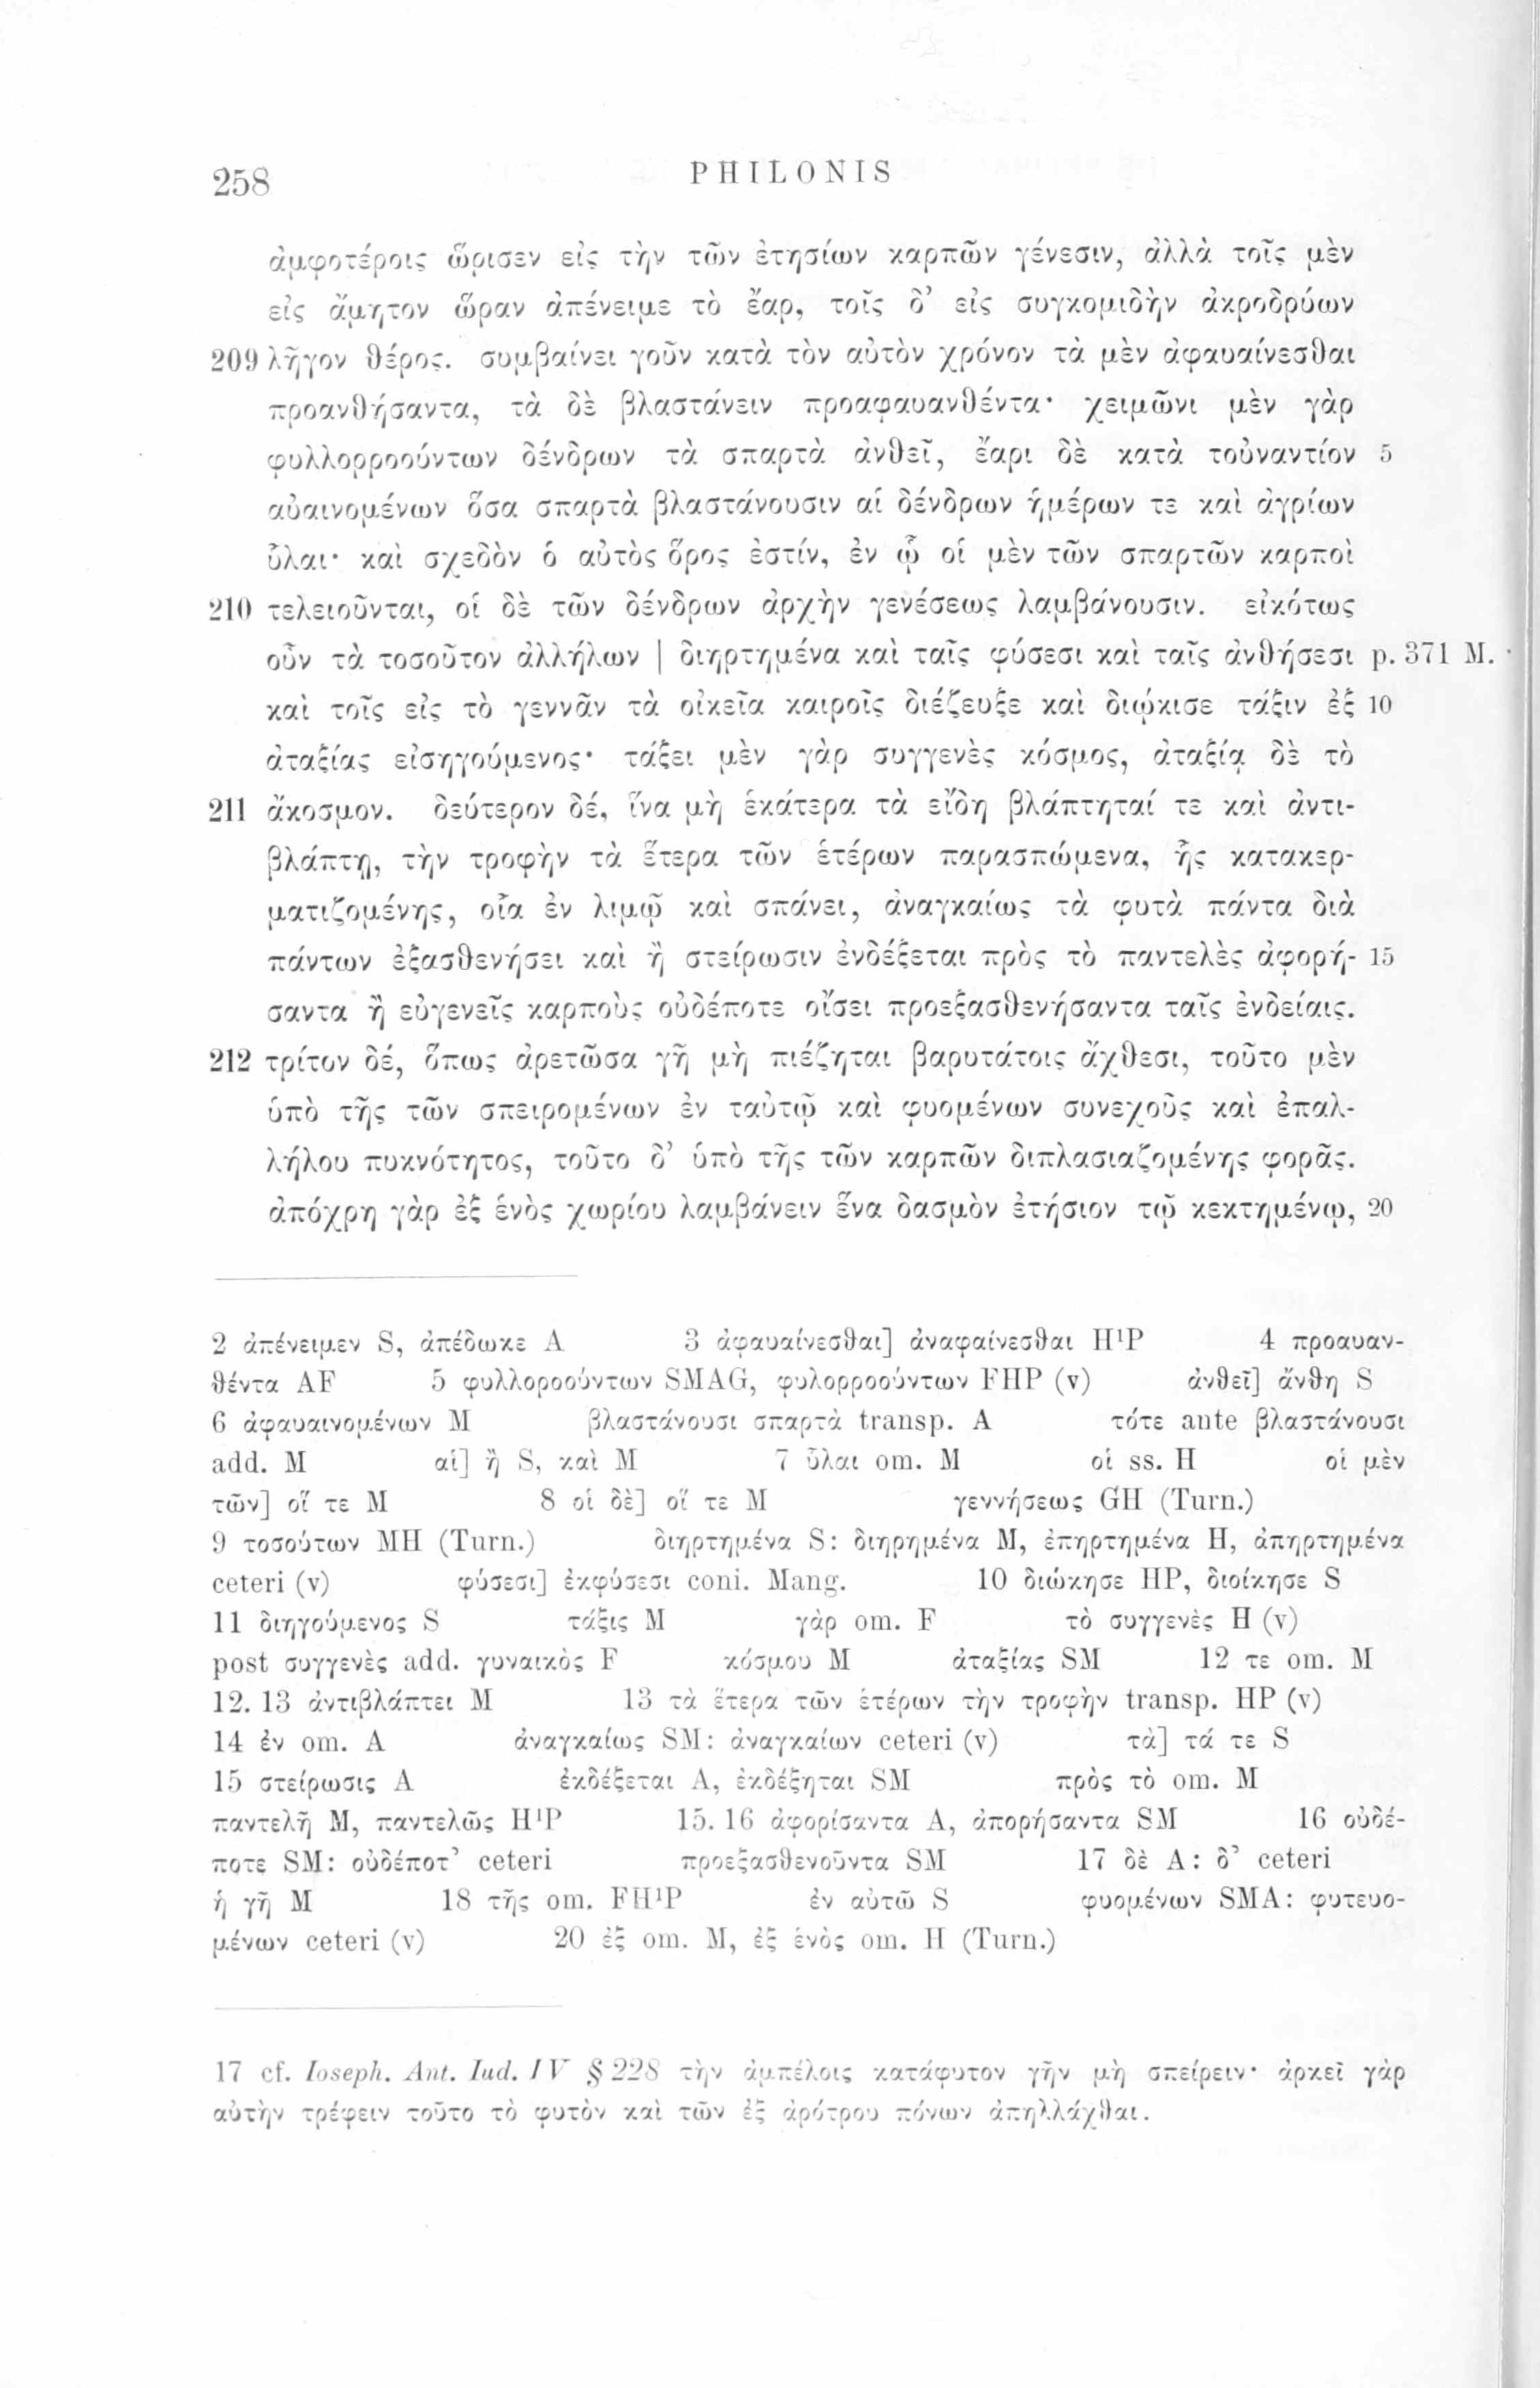 258 PHILONIS
ἀμφοτέροις ὥρισεν εἰς τὴν τῶν ἐτησίων καρπῶν γένεσιν, ἀλλὰ τοῖς μὲν
εἰς ἄμητον ὥραν ἀπένειμε τὸ ἔαρ, τοῖς δ’ εἰς συγκομιδὴν ἀκροδρύων
209 λῆγον θέρος. συμβαίνει γοῦν κατὰ τὸν αὐτὸν χρόνον τὰ μὲν ἀφαυαίνεσθαι
προανθήσαντα, τὰ δὲ βλαστάνειν προαφαυανθέντα· χειμῶνι μὲν γὰρ
φυλλορροούντων δένδρων τὰ σπαρτὰ ἀνθεῖ, ἔαρι δὲ κατὰ τοὐναντίον 5
αὐαινομένων ὅσα σπαρτὰ βλαστάνουσιν αἱ δένδρων ἡμέρων τε καὶ ἀγρίων
ὗλαι· καὶ σχεδὸν ὁ αὐτὸς ὅρος ἐστίν, ἐν ᾧ οἱ μὲν τῶν σπαρτῶν καρποὶ
210 τελειοῦνται, οἱ δὲ τῶν δένδρων ἀρχὴν γενέσεως λαμβάνουσιν. εἰκότως
οὖν τὰ τοσοῦτον ἀλλήλων | διηρτημένα καὶ ταῖς φύσεσι καὶ ταῖς ἀνθήσεσι p. 371 M.
καὶ τοῖς εἰς τὸ γεννᾶν τὰ οἰκεῖα καιροῖς διέζευξε καὶ διῴκισε τάξιν ἐξ 10
ἀταξίας εἰσηγούμενος· τάξει μὲν γὰρ συγγενὲς κόσμος, ἀταξίᾳ δὲ τὸ
211 ἄκοσμον. δεύτερον δέ, ἵνα μὴ ἑκάτερα τὰ εἴδη βλάπτηταί τε καὶ ἀντι-
βλάπτῃ, τὴν τροφὴν τὰ ἕτερα τῶν ἑτέρων παρασπώμενα, ἧς κατακερ-
ματιζομένης, οἷα ἐν λιμῷ καὶ σπάνει, ἀναγκαίως τὰ φυτὰ πάντα διὰ
πάντων ἐξασθενήσει καὶ ἢ στείρωσιν ἐνδέξεται πρὸς τὸ παντελὲς ἀφορή- 15
σαντα ἢ εὐγενεῖς καρποὺς οὐδέποτε οἴσει προεξασθενήσαντα ταῖς ἐνδείαις.
212 τρίτον δέ, ὅπως ἀρετῶσα γῆ μὴ πιέζηται βαρυτάτοις ἄχθεσι, τοῦτο μὲν
ὑπὸ τῆς τῶν σπειρομένων ἐν ταὐτῷ καὶ φυομένων συνεχοῦς καὶ ἐπαλ-
λήλου πυκνότητος, τοῦτο δ’ ὑπὸ τῆς τῶν καρπῶν διπλασιαζομένης φορᾶς.
ἀπόχρη γὰρ ἐξ ἑνὸς χωρίου λαμβάνειν ἕνα δασμὸν ἐτήσιον τῷ κεκτημένῳ, 20
2 ἀπένειμεν S, ἀπέδωκε A 3 ἀφαυαίνεσθαι] ἀναφαίνεσθαι H¹P 4 προαυαν-
θέντα AF 5 φυλλοροούντων SMAG, φυλορροούντων FHP (v) ἀνθεῖ] ἄνθη S
6 ἀφαυαινομένων M βλαστάνουσι σπαρτὰ transp. A τότε ante βλαστάνουσι
add. M αἱ] ἢ S, καὶ M 7 ὗλαι om. M οἱ ss. H οἱ μὲν
τῶν] οἵ τε M 8 οἱ δὲ] οἵ τε M γεννήσεως GH (Turn.)
9 τοσούτων MH (Turn.) διηρτημένα S: διηρημένα M, ἐπηρτημένα H, ἀπηρτημένα
ceteri (v) φύσεσι] ἐκφύσεσι coni. Mang. 10 διώκησε HP, διοίκησε S
11 διηγούμενος S τάξις M γὰρ om. F τὸ συγγενὲς H (v)
post συγγενὲς add. γυναικὸς F κόσμου M ἀταξίας SM 12 τε om. M
12. 13 ἀντιβλάπτει M 13 τὰ ἕτερα τῶν ἑτέρων τὴν τροφὴν transp. HP (v)
14 ἐν om. A ἀναγκαίως SM: ἀναγκαίων ceteri (v) τὰ] τά τε S
15 στείρωσις A ἐκδέξεται A, ἐκδέξηται SM πρὸς τὸ om. M
παντελῆ M, παντελῶς H¹P 15. 16 ἀφορίσαντα A, ἀπορήσαντα SM 16 οὐδέ-
ποτε SM: οὐδέποτ’ ceteri προεξασθενοῦντα SM 17 δὲ A: δ’ ceteri
ἡ γῆ M 18 τῆς om. FH¹P ἐν αὐτῶ S φυομένων SMA: φυτευο-
μένων ceteri (v) 20 ἐξ om. M, ἐξ ἑνὸς om. H (Turn.)
17 cf. Ioseph. Ant. Iud. IV § 228 τὴν ἀμπέλοις κατάφυτον γῆν μὴ σπείρειν· ἀρκεῖ γὰρ
αὐτὴν τρέφειν τοῦτο τὸ φυτὸν καὶ τῶν ἐξ ἀρότρου πόνων ἀπηλλάχθαι.